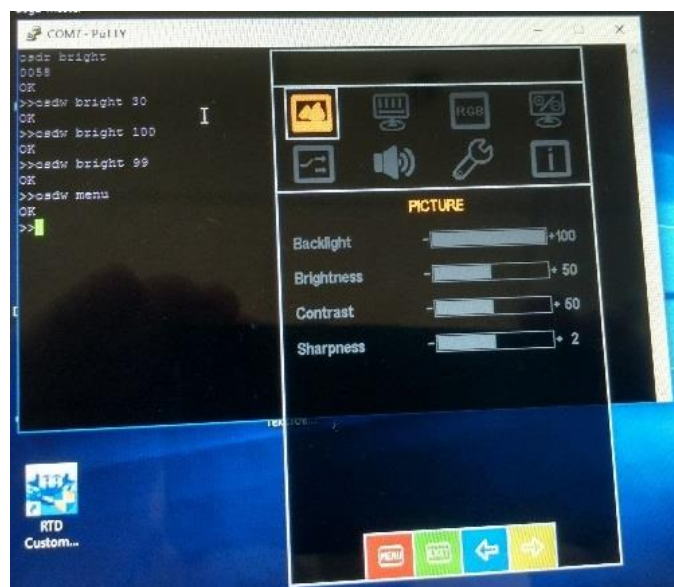 COM7 - PuTTY
osdr bright
0058
OK
>>osdw bright 30
OK
>>osdw bright 100
OK
>>osdw bright 99
OK
>>osdw menu
OK
>>
RGB
PICTURE
Backlight - +100
Brightness - + 50
Contrast - + 50
Sharpness - + 2
RTD
Custom...
MENU
EXIT